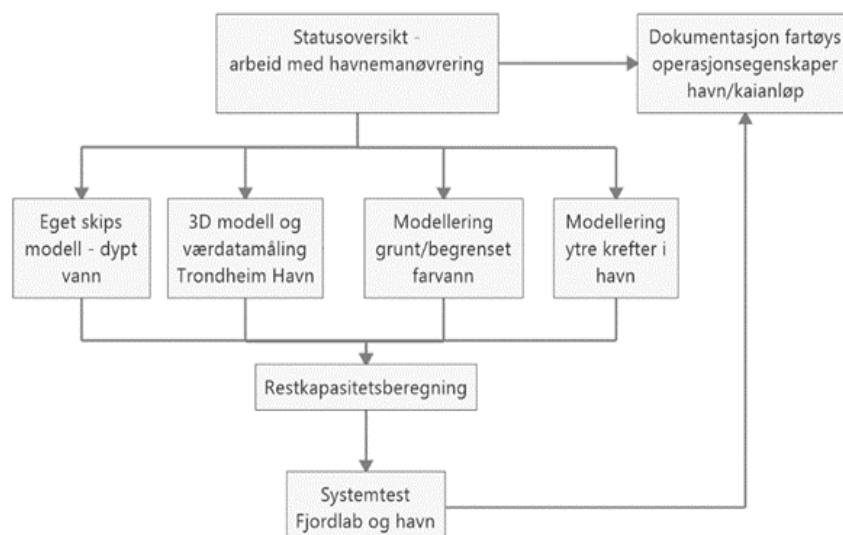 Statusoversikt -
arbeid med havnemanøvrering
Dokumentasjon fartøys
operasjonsegenskaper
havn/kaianløp
Eget skips
modell - dypt
vann
3D modell og
værdatamåling
Trondheim Havn
Modellering
grunt/begrenset
farvann
Modellering
ytre krefter i
havn
Restkapasitetsberegning
Systemtest
Fjordlab og havn